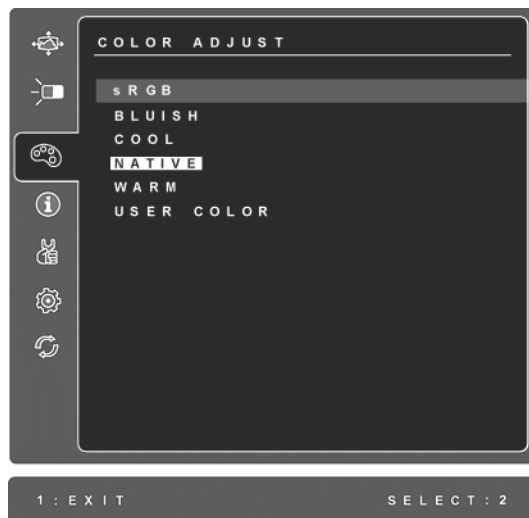 COLOR ADJUST
sRGB
BLUISH
COOL
NATIVE
WARM
USER COLOR
1:EXIT SELECT:2